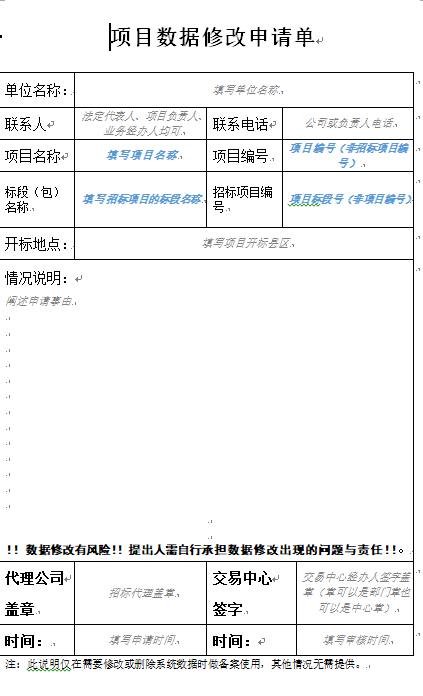 项目数据修改申请单
单位名称： 填写单位名称
联系人 法定代表人、项目负责人、 联系电话 公司或负责人电话
业务经办人均可
项目名称 填写项目名称 项目编号 项目编号（非招标项目编
号）
标段（包） 填写招标项目的标段名称 招标项目编 项目标段号（非项目编号）
名称 号
开标地点： 填写项目开标县区
情况说明：
阐述申请事由
！！数据修改有风险！！提出人需自行承担数据修改出现的问题与责任！！。
代理公司 招标代理盖章 交易中心 交易中心经办人签字盖
盖章 签字 章（章可以是部门章也
可以是中心章）
时间： 填写申请时间 时间： 填写审核时间
注：此说明仅在需要修改或删除系统数据时做备案使用，其他情况无需提供。